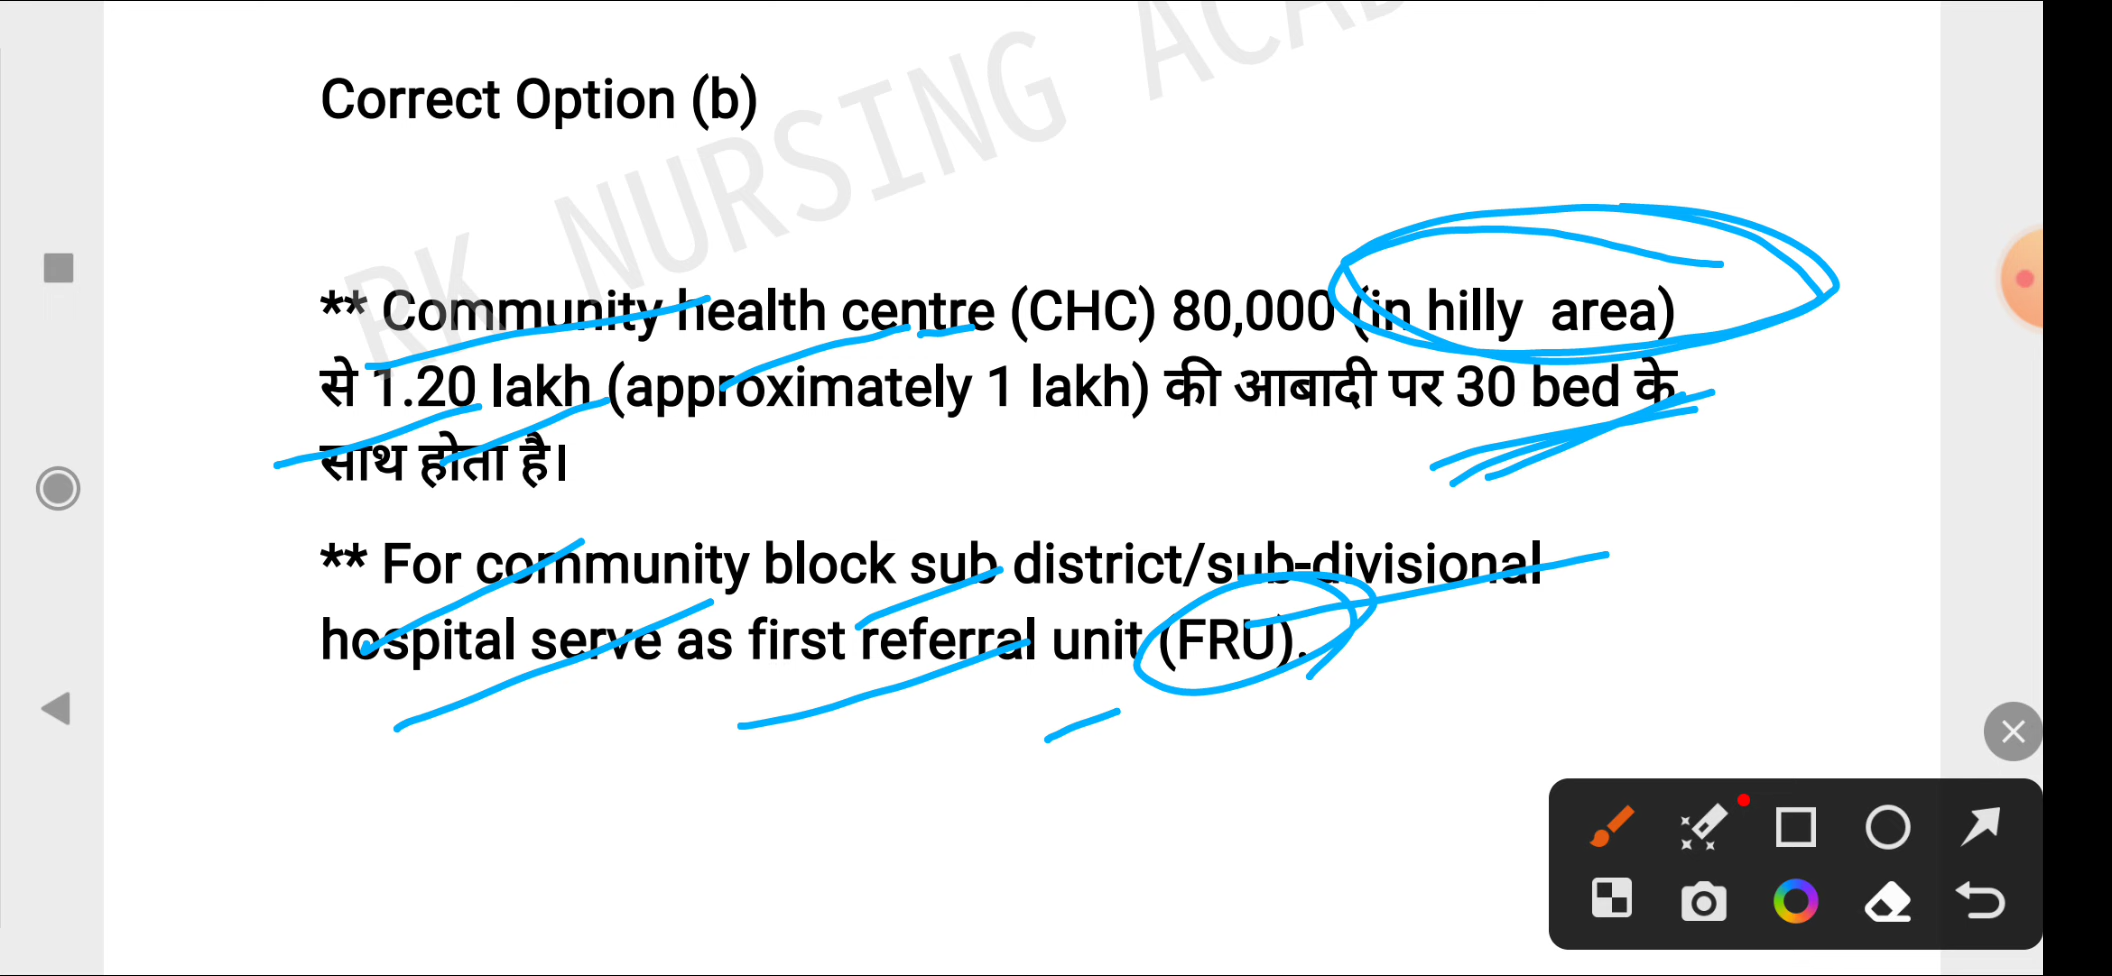 RK NURSING ACAD
Correct Option (b)
** Community health centre (CHC) 80,000 (in hilly area)
से 1.20 lakh (approximately 1 lakh) की आबादी पर 30 bed के
साथ होता है।
** For community block sub district/sub-divisional
hospital serve as first referral unit (FRU).